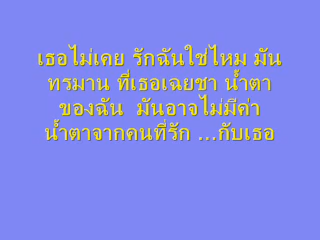 เธอไม่เคย รักฉันใช่ไหม มัน
ทรมาน ที่เธอเฉยชา น้ำตา
ของฉัน  มันอาจไม่มีค่า
น้ำตาจากคนที่รัก ...กับเธอ